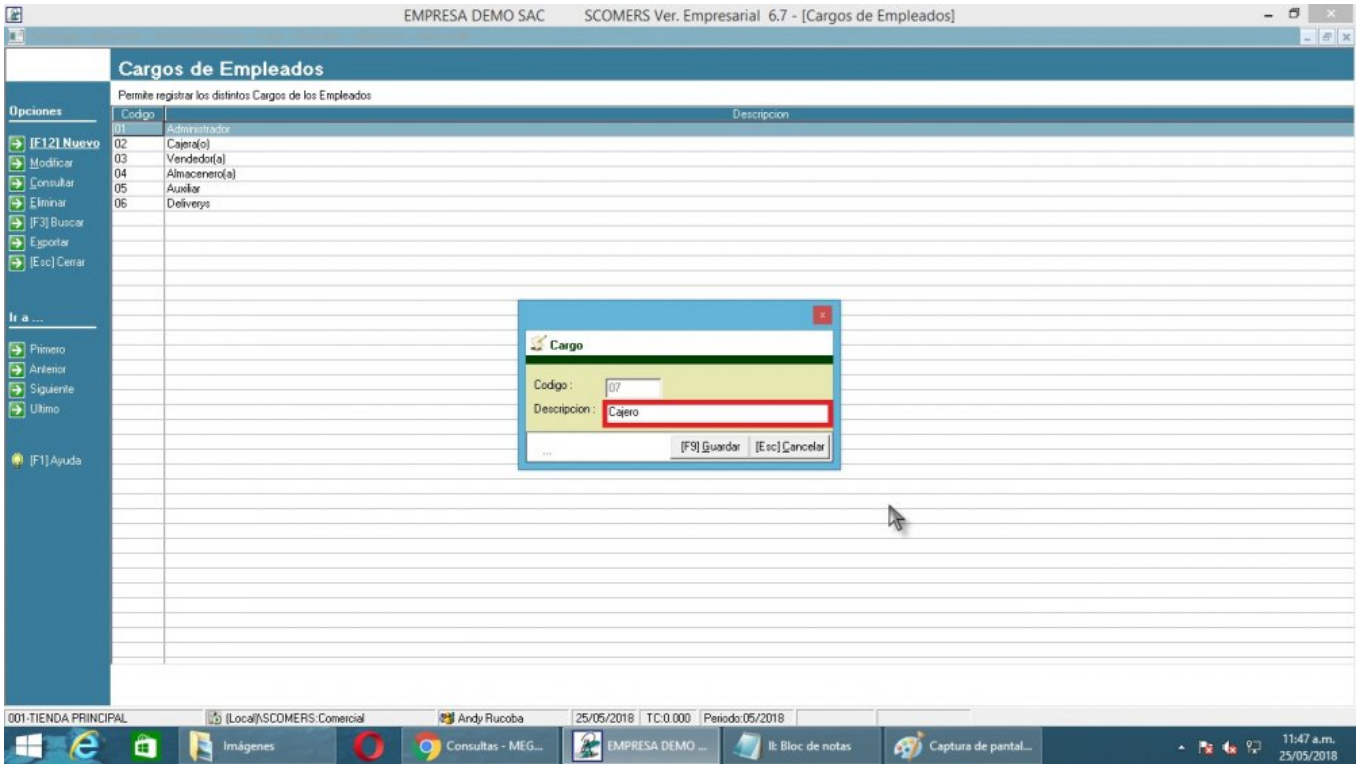 EMPRESA DEMO SAC SCOMERS Ver. Empresarial 6.7 - [Cargos de Empleados]
Cargos de Empleados
Permite registrar los distintos Cargos de los Empleados
Opciones
[F12] Nuevo
Modificar
Consultar
Eliminar
[F3] Buscar
Exportar
[Esc] Cerrar
Ir a ...
Primero
Anterior
Siguiente
Ultimo
[F1] Ayuda
Codigo Descripcion
01 Administrador
02 Cajera(o)
03 Vendedor(a)
04 Almacenero(a)
05 Auxiliar
06 Deliverys
Cargo
Codigo : 07
Descripcion : Cajero
... [F9] Guardar [Esc] Cancelar
001-TIENDA PRINCIPAL (Local)\SCOMERS:Comercial Andy Rucoba 25/05/2018 TC:0.000 Periodo:05/2018
Imágenes Consultas - MEG... EMPRESA DEMO ... II: Bloc de notas Captura de pantal... 11:47 a.m.
25/05/2018